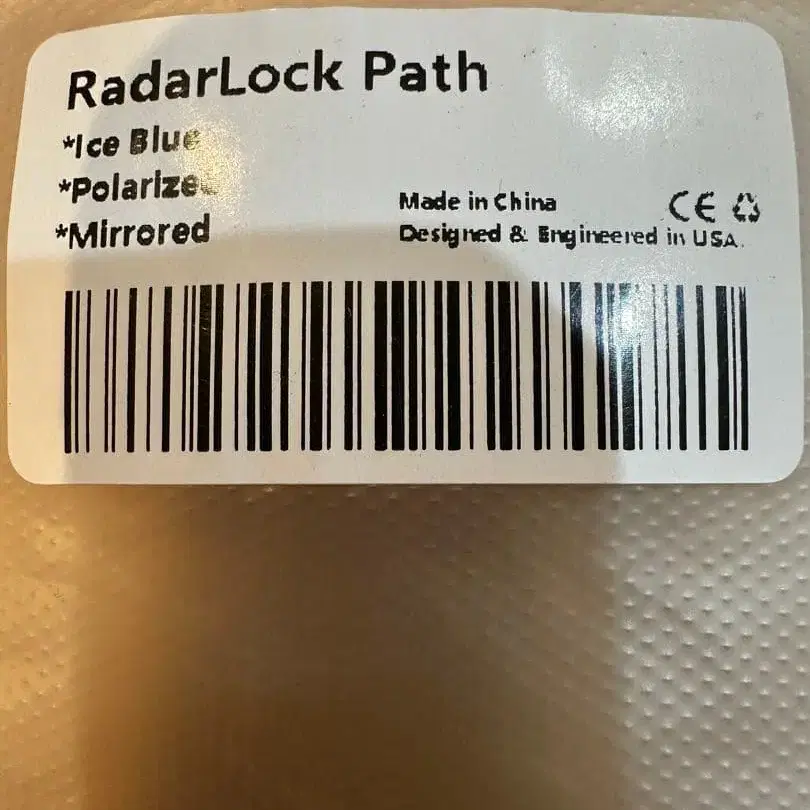 RadarLock Path
*Ice Blue
*Polarized
*Mirrored
Made in China
CE
Designed & Engineered in USA.